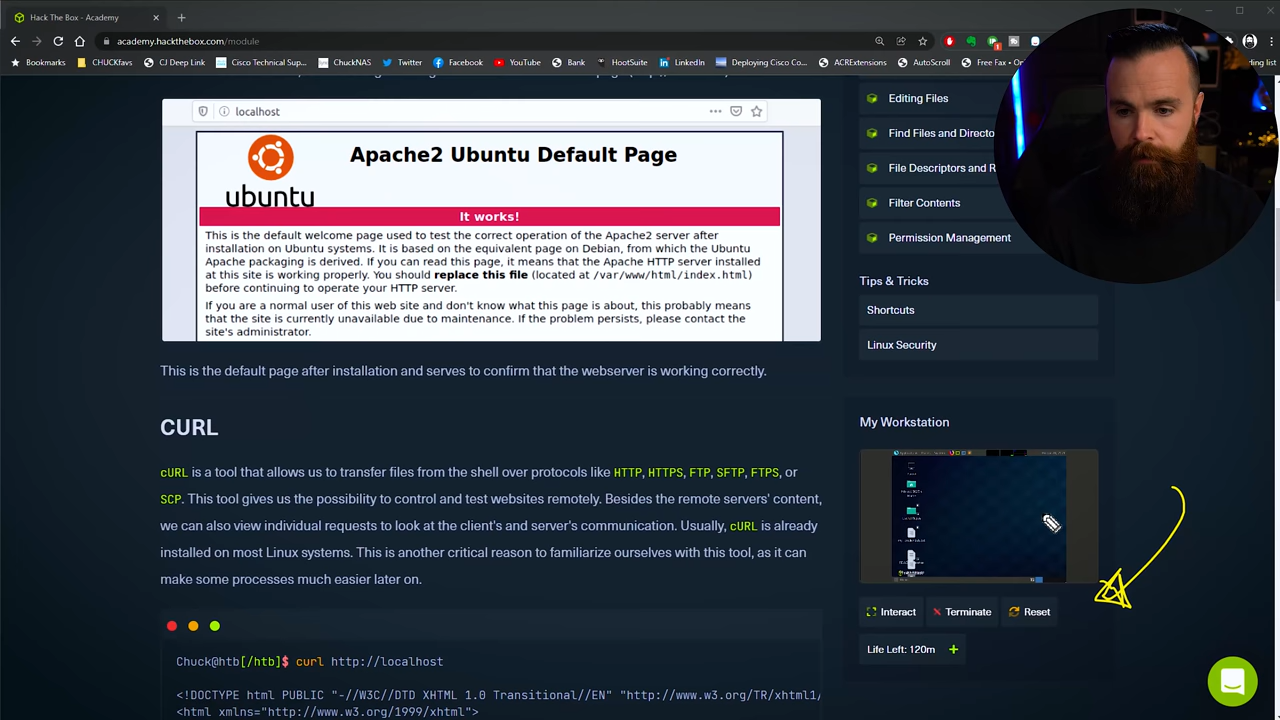 Hack The Box - Academy
academy.hackthebox.com/module
Bookmarks
CHUCKfavs
CJ Deep Link
Cisco Technical Sup...
ChuckNAS
Twitter
Facebook
YouTube
Bank
HootSuite
LinkedIn
Deploying Cisco Co...
ACRExtensions
AutoScroll
Free Fax • O
ding list
localhost
ubuntu
Apache2 Ubuntu Default Page
It works!
This is the default welcome page used to test the correct operation of the Apache2 server after
installation on Ubuntu systems. It is based on the equivalent page on Debian, from which the Ubuntu
Apache packaging is derived. If you can read this page, it means that the Apache HTTP server installed
at this site is working properly. You should replace this file (located at /var/www/html/index.html)
before continuing to operate your HTTP server.
If you are a normal user of this web site and don't know what this page is about, this probably means
that the site is currently unavailable due to maintenance. If the problem persists, please contact the
site's administrator.
This is the default page after installation and serves to confirm that the webserver is working correctly.
CURL
cURL is a tool that allows us to transfer files from the shell over protocols like HTTP, HTTPS, FTP, SFTP, FTPS, or
SCP. This tool gives us the possibility to control and test websites remotely. Besides the remote servers' content,
we can also view individual requests to look at the client's and server's communication. Usually, cURL is already
installed on most Linux systems. This is another critical reason to familiarize ourselves with this tool, as it can
make some processes much easier later on.
Chuck@htb[/htb]$ curl http://localhost
<!DOCTYPE html PUBLIC "-//W3C//DTD XHTML 1.0 Transitional//EN" "http://www.w3.org/TR/xhtml1/
<html xmlns="http://www.w3.org/1999/xhtml">
Editing Files
Find Files and Directo
File Descriptors and R
Filter Contents
Permission Management
Tips & Tricks
Shortcuts
Linux Security
My Workstation
Interact
Terminate
Reset
Life Left: 120m +